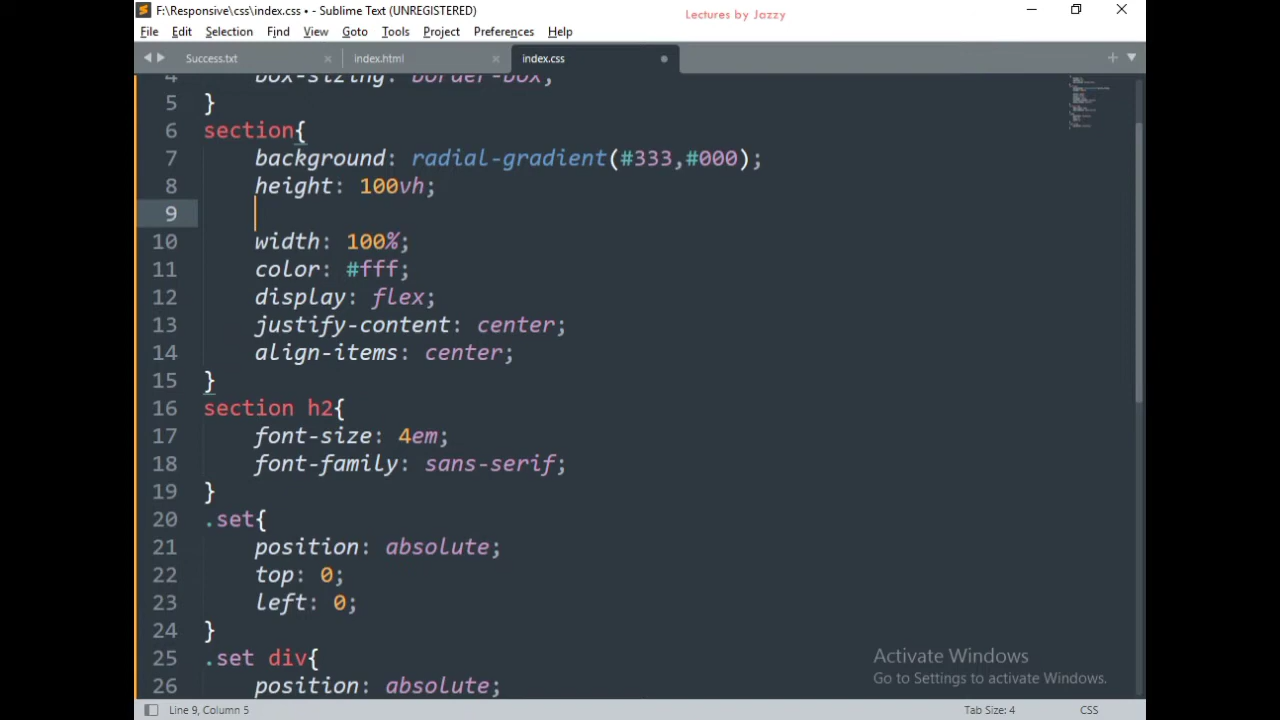 F:\Responsive\css\index.css • - Sublime Text (UNREGISTERED)
Lectures by Jazzy
File Edit Selection Find View Goto Tools Project Preferences Help
Success.txt × index.html × index.css
4 box-sizing: border-box;
5 }
6 section{
7 background: radial-gradient(#333,#000);
8 height: 100vh;
9
10 width: 100%;
11 color: #fff;
12 display: flex;
13 justify-content: center;
14 align-items: center;
15 }
16 section h2{
17 font-size: 4em;
18 font-family: sans-serif;
19 }
20 .set{
21 position: absolute;
22 top: 0;
23 left: 0;
24 }
25 .set div{
26 position: absolute;
Activate Windows
Go to Settings to activate Windows.
Line 9, Column 5 Tab Size: 4 CSS